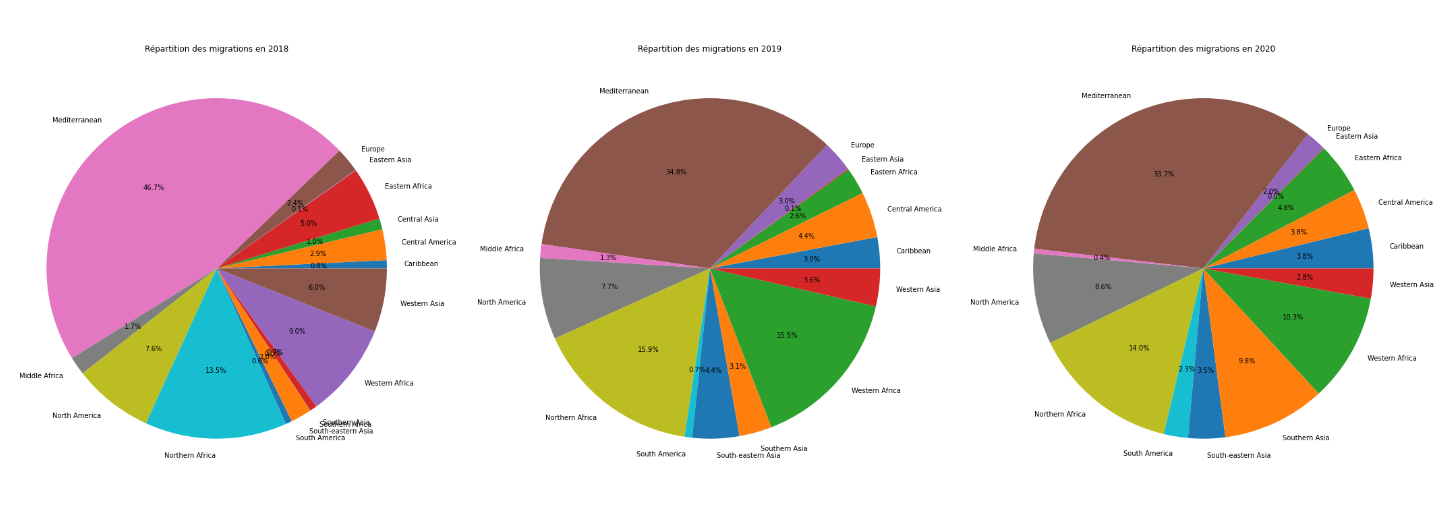 Répartition des migrations en 2018
Mediterranean
Europe
Eastern Asia
Eastern Africa
Central Asia
Central America
Caribbean
Western Asia
Western Africa
Southern Africa
South-eastern Asia
South America
Northern Africa
North America
Middle Africa
46.7%
2.4%
0.1%
5.0%
1.0%
2.9%
0.8%
6.0%
9.0%
0.6%
13.5%
7.6%
1.7%
Répartition des migrations en 2019
Mediterranean
Europe
Eastern Asia
Eastern Africa
Central America
Caribbean
Western Asia
Western Africa
Southern Asia
South-eastern Asia
South America
Northern Africa
North America
Middle Africa
34.8%
3.0%
0.1%
2.6%
4.4%
3.0%
3.6%
15.5%
3.1%
4.4%
0.7%
15.9%
7.7%
1.3%
Répartition des migrations en 2020
Mediterranean
Europe
Eastern Asia
Eastern Africa
Central America
Caribbean
Western Asia
Western Africa
Southern Asia
South-eastern Asia
South America
Northern Africa
North America
Middle Africa
33.7%
2.0%
0.0%
4.8%
3.8%
3.8%
2.8%
10.3%
9.8%
3.5%
2.3%
14.0%
8.6%
0.4%